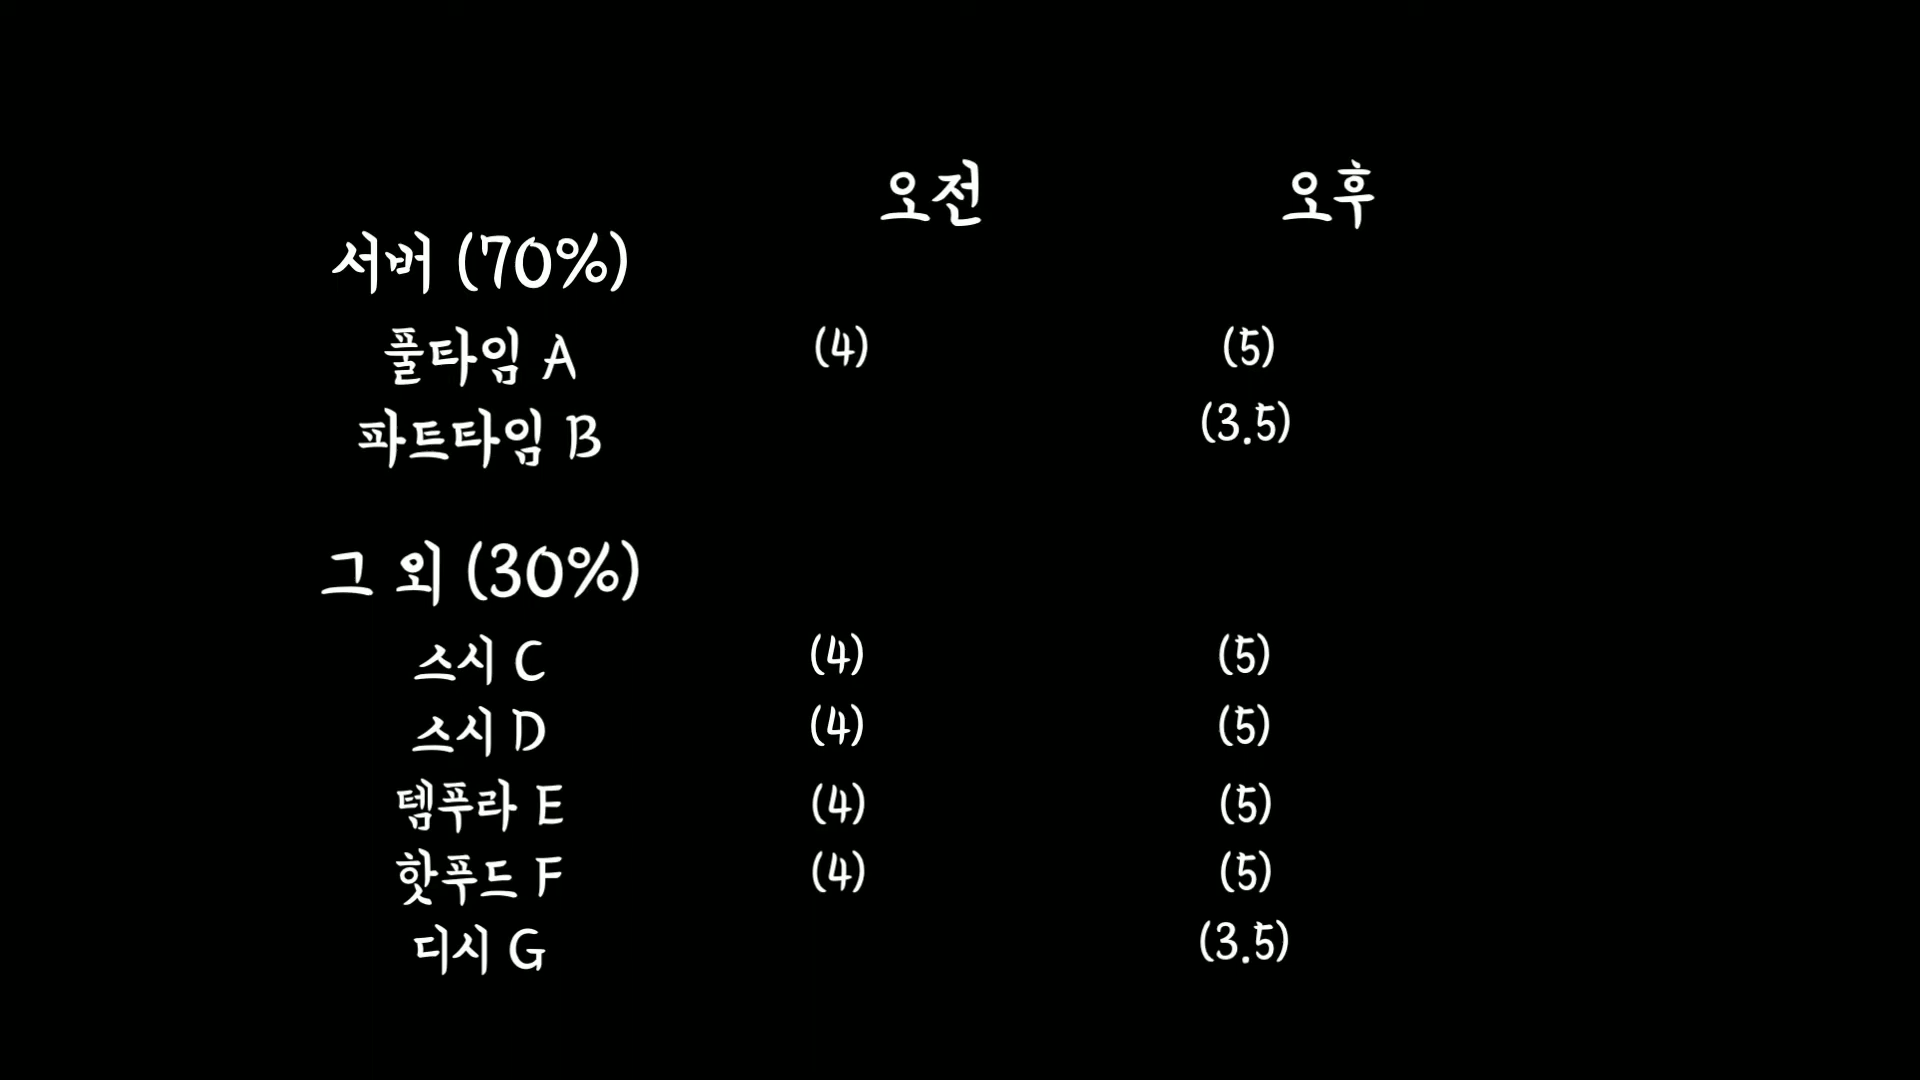 오전 오후
서버 (70%)
풀타임 A (4) (5)
파트타임 B (3.5)
그 외 (30%)
스시 C (4) (5)
스시 D (4) (5)
템푸라 E (4) (5)
핫푸드 F (4) (5)
디시 G (3.5)